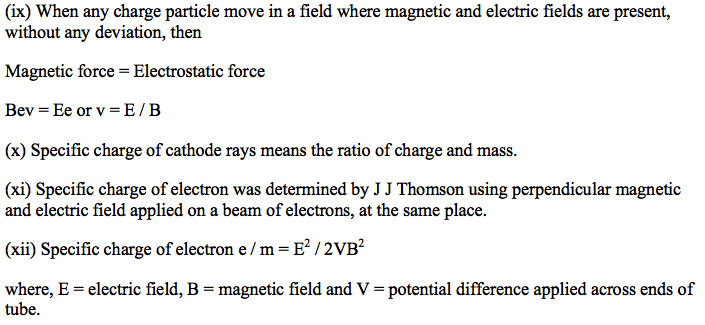 (ix) When any charge particle move in a field where magnetic and electric fields are present,
without any deviation, then
Magnetic force = Electrostatic force
Bev = Ee or v = E / B
(x) Specific charge of cathode rays means the ratio of charge and mass.
(xi) Specific charge of electron was determined by J J Thomson using perpendicular magnetic
and electric field applied on a beam of electrons, at the same place.
(xii) Specific charge of electron e / m = E² / 2VB²
where, E = electric field, B = magnetic field and V = potential difference applied across ends of
tube.